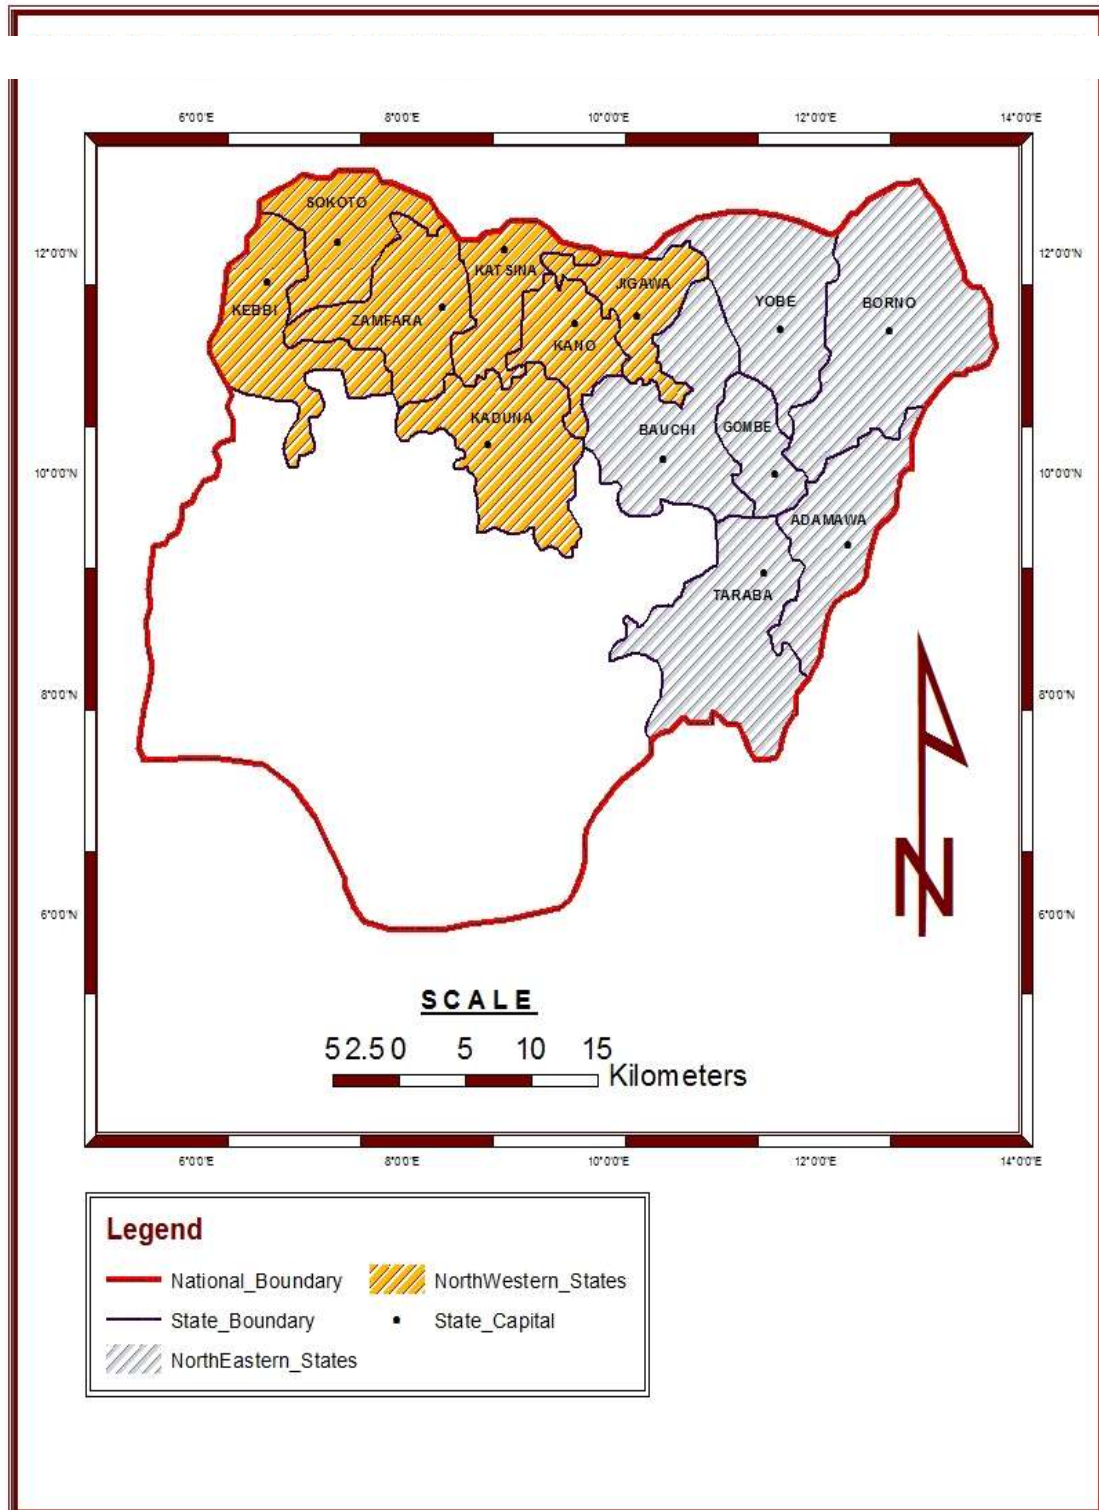 6°0'0"E 8°0'0"E 10°0'0"E 12°0'0"E 14°0'0"E
SOKOTO
12°0'0"N 12°0'0"N
KATSINA
JIGAWA
YOBE BORNO
KEBBI
ZAMFARA
KANO
KADUNA
BAUCHI GOMBE
10°0'0"N 10°0'0"N
ADAMAWA
TARABA
8°0'0"N 8°0'0"N
N
6°0'0"N 6°0'0"N
SCALE
5 2.5 0 5 10 15
Kilometers
6°0'0"E 8°0'0"E 10°0'0"E 12°0'0"E 14°0'0"E
Legend
National_Boundary NorthWestern_States
State_Boundary State_Capital
NorthEastern_States